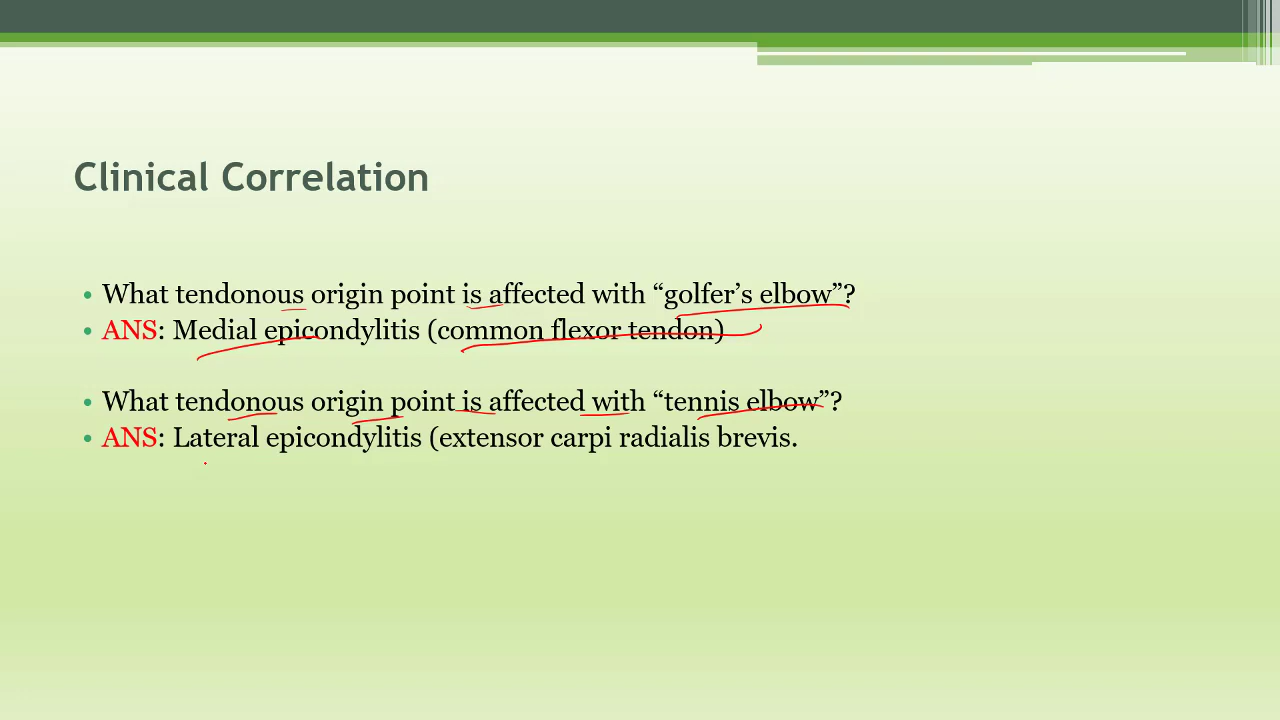 Clinical Correlation
• What tendonous origin point is affected with “golfer’s elbow”?
• ANS: Medial epicondylitis (common flexor tendon)
• What tendonous origin point is affected with “tennis elbow”?
• ANS: Lateral epicondylitis (extensor carpi radialis brevis.